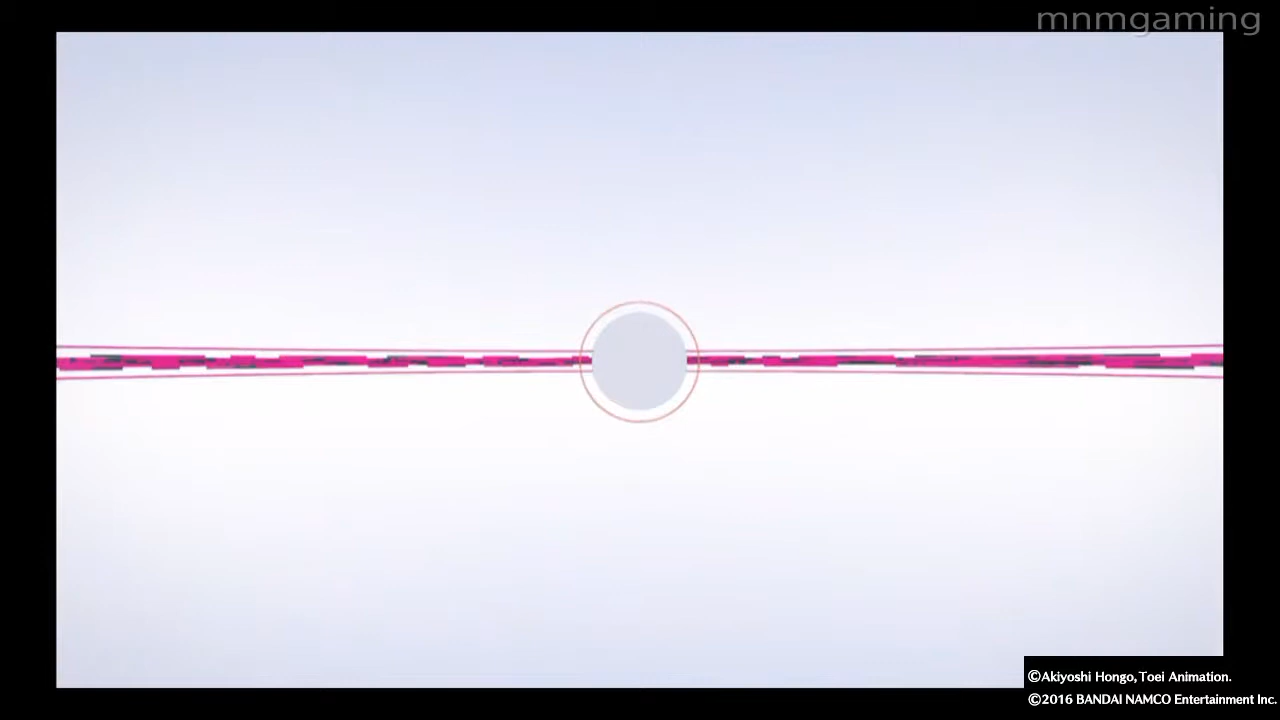 mnmgaming
©Akiyoshi Hongo, Toei Animation.
©2016 BANDAI NAMCO Entertainment Inc.